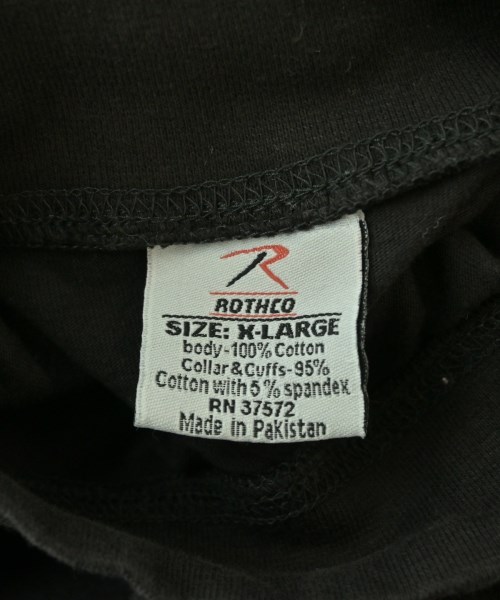 ROTHCO
SIZE: X-LARGE
body-100% Cotton
Collar & Cuffs-95%
Cotton with 5% spandex
RN 37572
Made in Pakistan